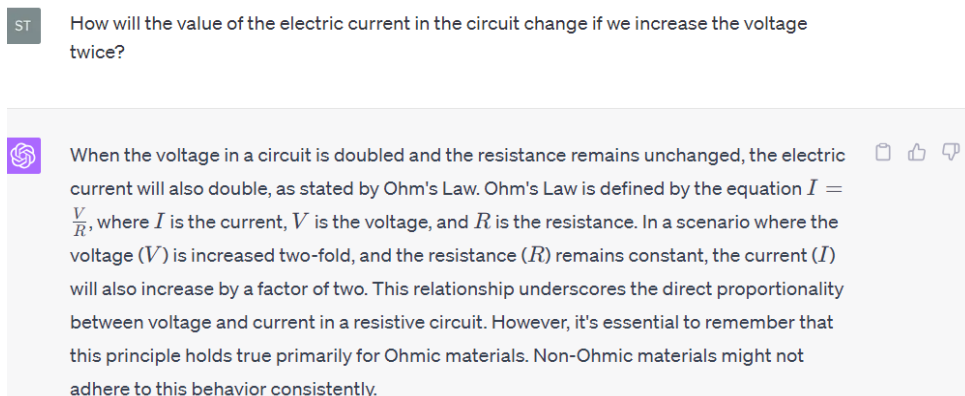 ST
How will the value of the electric current in the circuit change if we increase the voltage
twice?
When the voltage in a circuit is doubled and the resistance remains unchanged, the electric
current will also double, as stated by Ohm's Law. Ohm's Law is defined by the equation I =
V/R, where I is the current, V is the voltage, and R is the resistance. In a scenario where the
voltage (V) is increased two-fold, and the resistance (R) remains constant, the current (I)
will also increase by a factor of two. This relationship underscores the direct proportionality
between voltage and current in a resistive circuit. However, it's essential to remember that
this principle holds true primarily for Ohmic materials. Non-Ohmic materials might not
adhere to this behavior consistently.